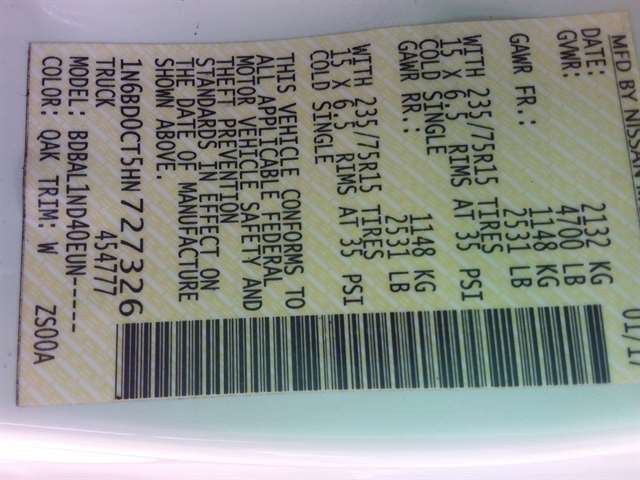 MFD BY NISSAN
DATE: 01/17
GVWR: 2132 KG
4700 LB
GAWR FR.: 1148 KG
2531 LB
WITH 235/75R15 TIRES
15 X 6.5 RIMS AT 35 PSI
COLD SINGLE
GAWR RR.: 1148 KG
2531 LB
WITH 235/75R15 TIRES
15 X 6.5 RIMS AT 35 PSI
COLD SINGLE
THIS VEHICLE CONFORMS TO
ALL APPLICABLE FEDERAL
MOTOR VEHICLE SAFETY AND
THEFT PREVENTION
STANDARDS IN EFFECT ON
THE DATE OF MANUFACTURE
SHOWN ABOVE.
1N6BD0CT5HN727326
TRUCK 454777
MODEL: BDBAL1ND40EUN-----
COLOR: QAK TRIM: W ZS00A